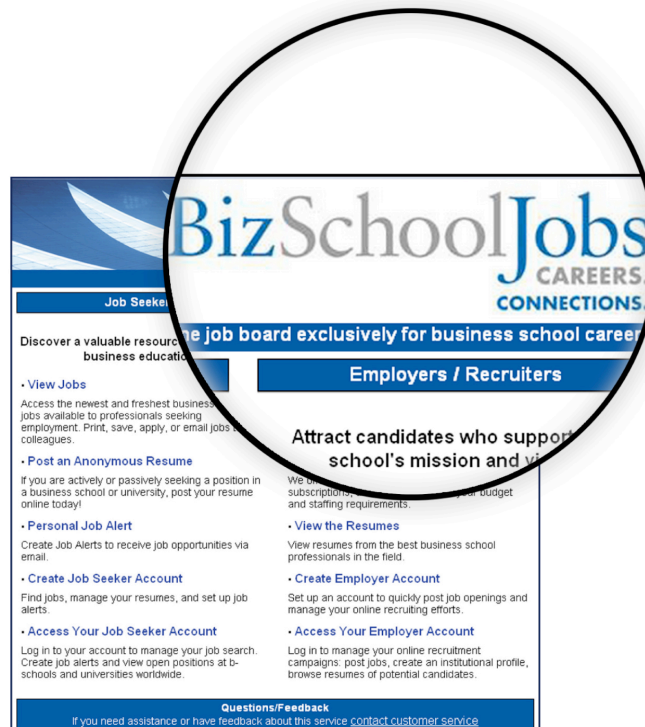 BizSchoolJobs
CAREERS.
CONNECTIONS.
job board exclusively for business school
Employers / Recruiters
Attract candidates who support
school's mission and
Job
Discover a valuable
business
• View Jobs
Access the newest and freshest business
jobs available to professionals seeking
employment. Print, save, apply, or email jobs
colleagues.
• Post an Anonymous Resume
If you are actively or passively seeking a position in
a business school or university, post your resume
online today!
• Personal Job Alert
Create Job Alerts to receive job opportunities via
email.
• Create Job Seeker Account
Find jobs, manage your resumes, and set up job
alerts.
• Access Your Job Seeker Account
Log in to your account to manage your job search.
Create job alerts and view open positions at b-
schools and universities worldwide.
We
subscriptions, budget
and staffing requirements.
• View the Resumes
View resumes from the best business school
professionals in the field.
• Create Employer Account
Set up an account to quickly post job openings and
manage your online recruiting efforts.
• Access Your Employer Account
Log in to manage your online recruitment
campaigns: post jobs, create an institutional profile,
browse resumes of potential candidates.
Questions/Feedback
If you need assistance or have feedback about this service contact customer service